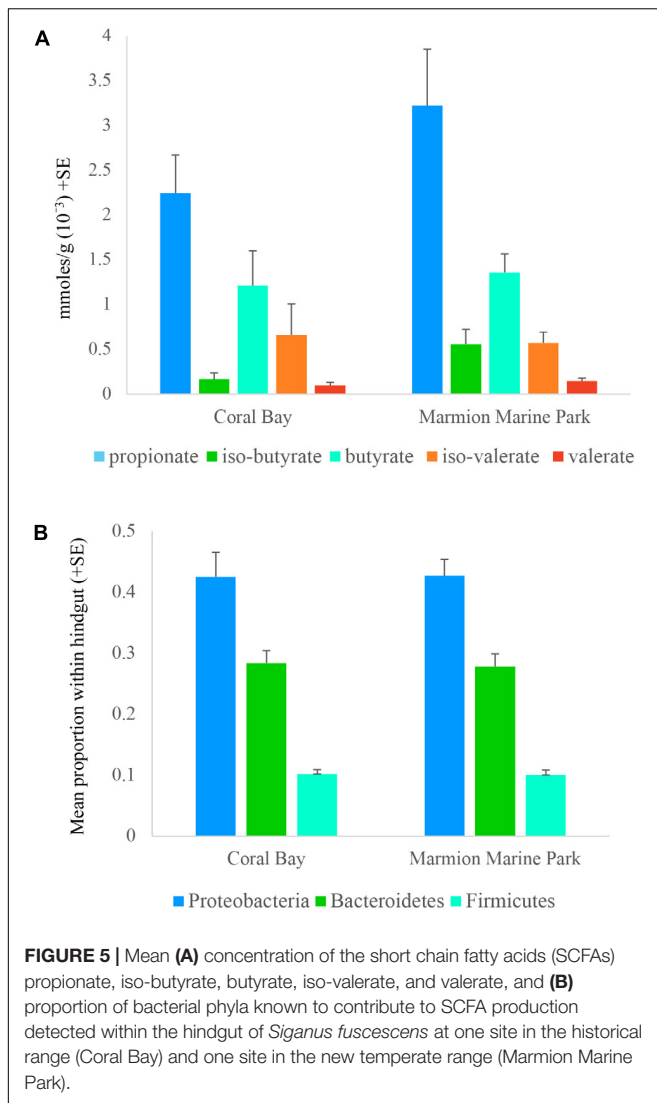 A
mmoles/g (10⁻³) +SE
4
3.5
3
2.5
2
1.5
1
0.5
0
Coral Bay Marmion Marine Park
propionate iso-butyrate butyrate iso-valerate valerate
B
Mean proportion within hindgut (+SE)
0.5
0.4
0.3
0.2
0.1
0
Coral Bay Marmion Marine Park
Proteobacteria Bacteroidetes Firmicutes
FIGURE 5 | Mean (A) concentration of the short chain fatty acids (SCFAs)
propionate, iso-butyrate, butyrate, iso-valerate, and valerate, and (B)
proportion of bacterial phyla known to contribute to SCFA production
detected within the hindgut of Siganus fuscescens at one site in the historical
range (Coral Bay) and one site in the new temperate range (Marmion Marine
Park).